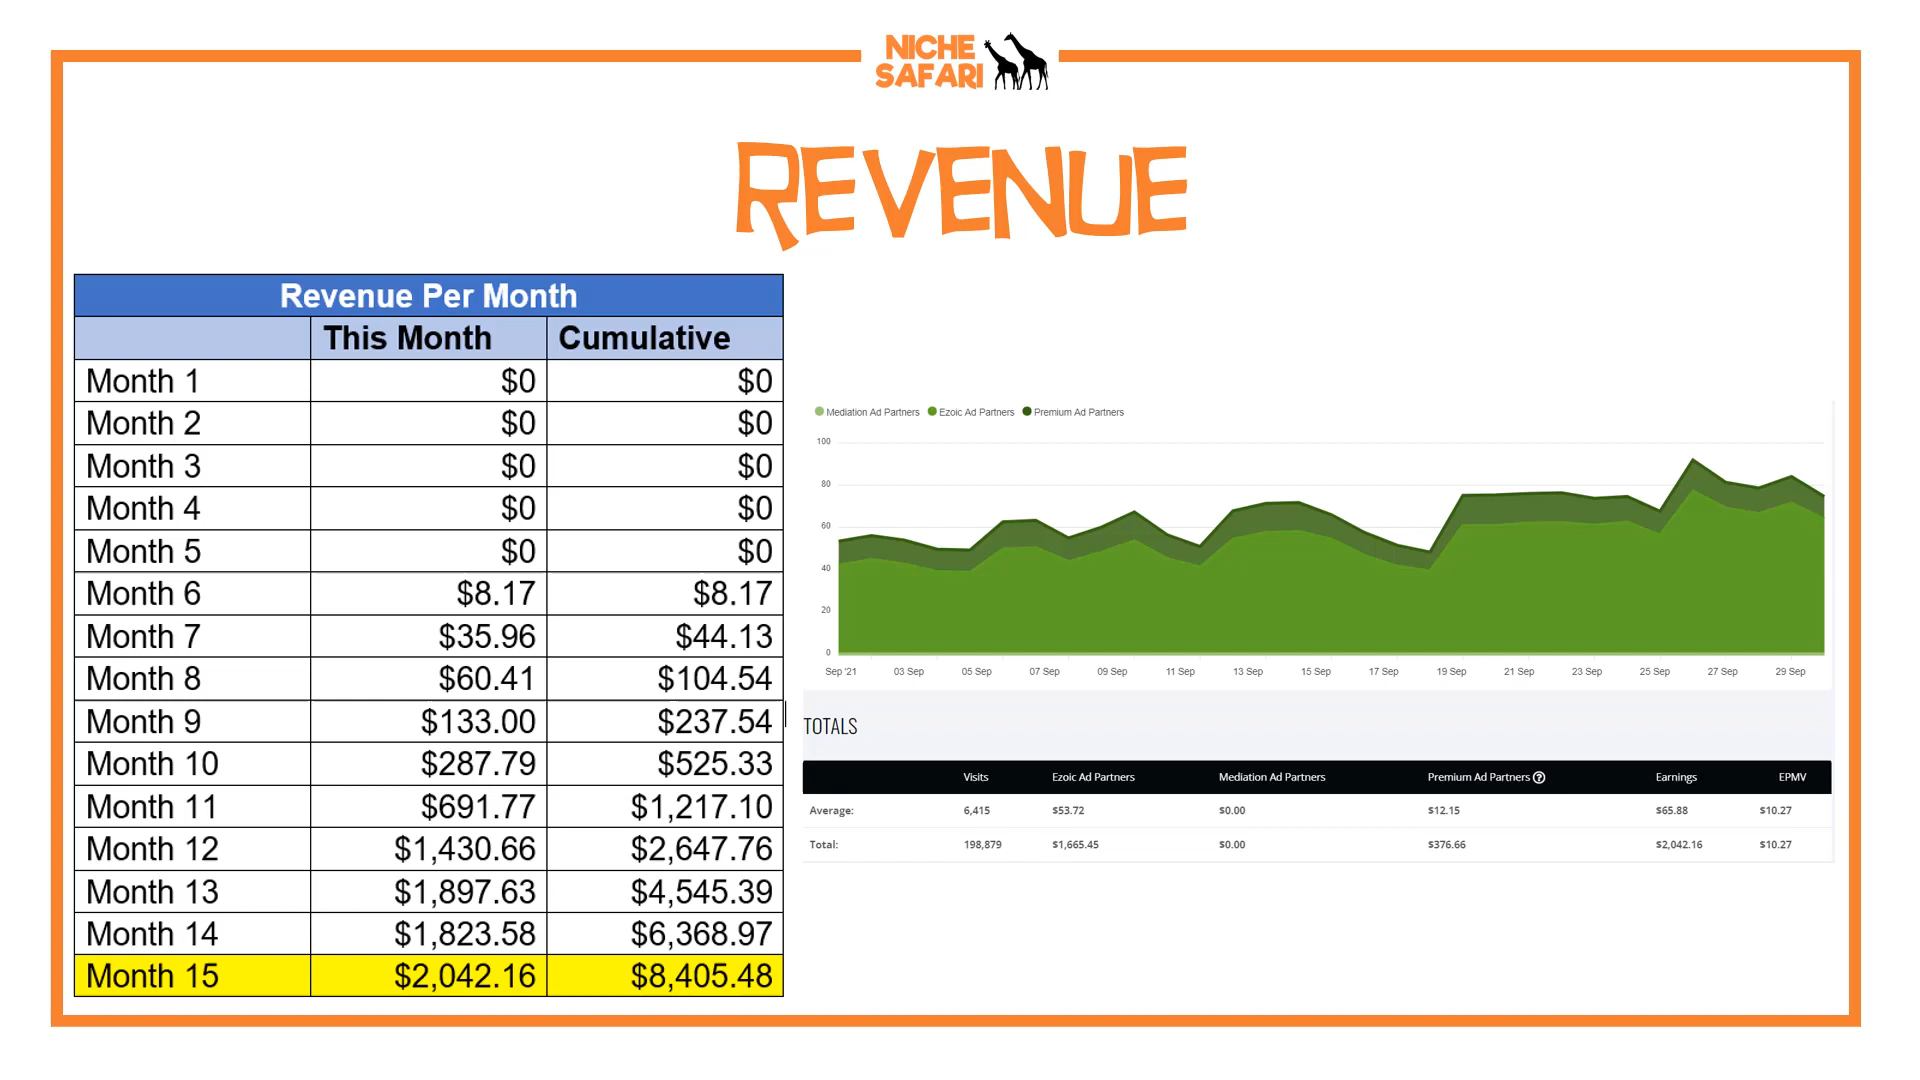 NICHE
SAFARI
REVENUE
Revenue Per Month
This Month Cumulative
Month 1 $0 $0
Month 2 $0 $0
Month 3 $0 $0
Month 4 $0 $0
Month 5 $0 $0
Month 6 $8.17 $8.17
Month 7 $35.96 $44.13
Month 8 $60.41 $104.54
Month 9 $133.00 $237.54
Month 10 $287.79 $525.33
Month 11 $691.77 $1,217.10
Month 12 $1,430.66 $2,647.76
Month 13 $1,897.63 $4,545.39
Month 14 $1,823.58 $6,368.97
Month 15 $2,042.16 $8,405.48
Mediation Ad Partners Ezoic Ad Partners Premium Ad Partners
100
80
60
40
20
0
Sep '21 03 Sep 05 Sep 07 Sep 09 Sep 11 Sep 13 Sep 15 Sep 17 Sep 19 Sep 21 Sep 23 Sep 25 Sep 27 Sep 29 Sep
TOTALS
Visits Ezoic Ad Partners Mediation Ad Partners Premium Ad Partners ? Earnings EPMV
Average: 6,415 $53.72 $0.00 $12.15 $65.88 $10.27
Total: 198,879 $1,665.45 $0.00 $376.66 $2,042.16 $10.27